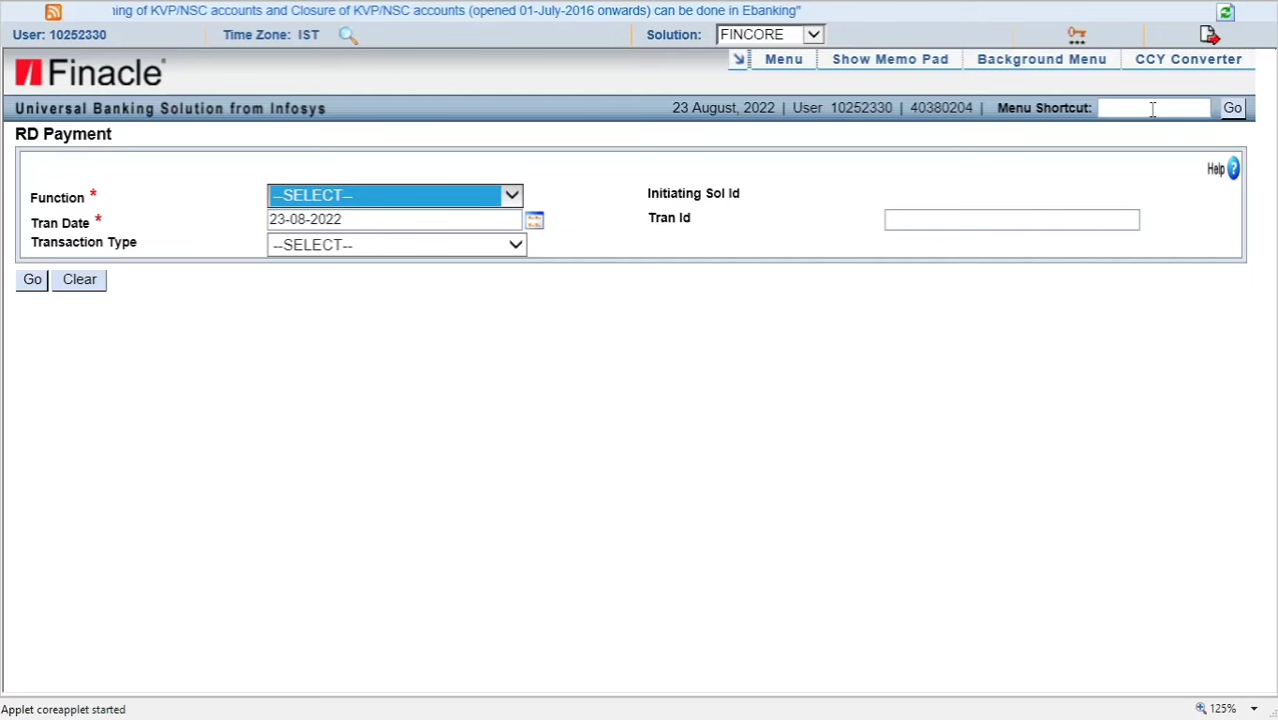 ning of KVP/NSC accounts and Closure of KVP/NSC accounts (opened 01-July-2016 onwards) can be done in Ebanking"
User: 10252330 Time Zone: IST Solution: FINCORE
Menu Show Memo Pad Background Menu CCY Converter
Finacle
Universal Banking Solution from Infosys 23 August, 2022 | User 10252330 | 40380204 | Menu Shortcut: Go
RD Payment
Help ?
Function * --SELECT-- Initiating Sol Id
Tran Date * 23-08-2022 Tran Id
Transaction Type --SELECT--
Go Clear
Applet coreapplet started 125%